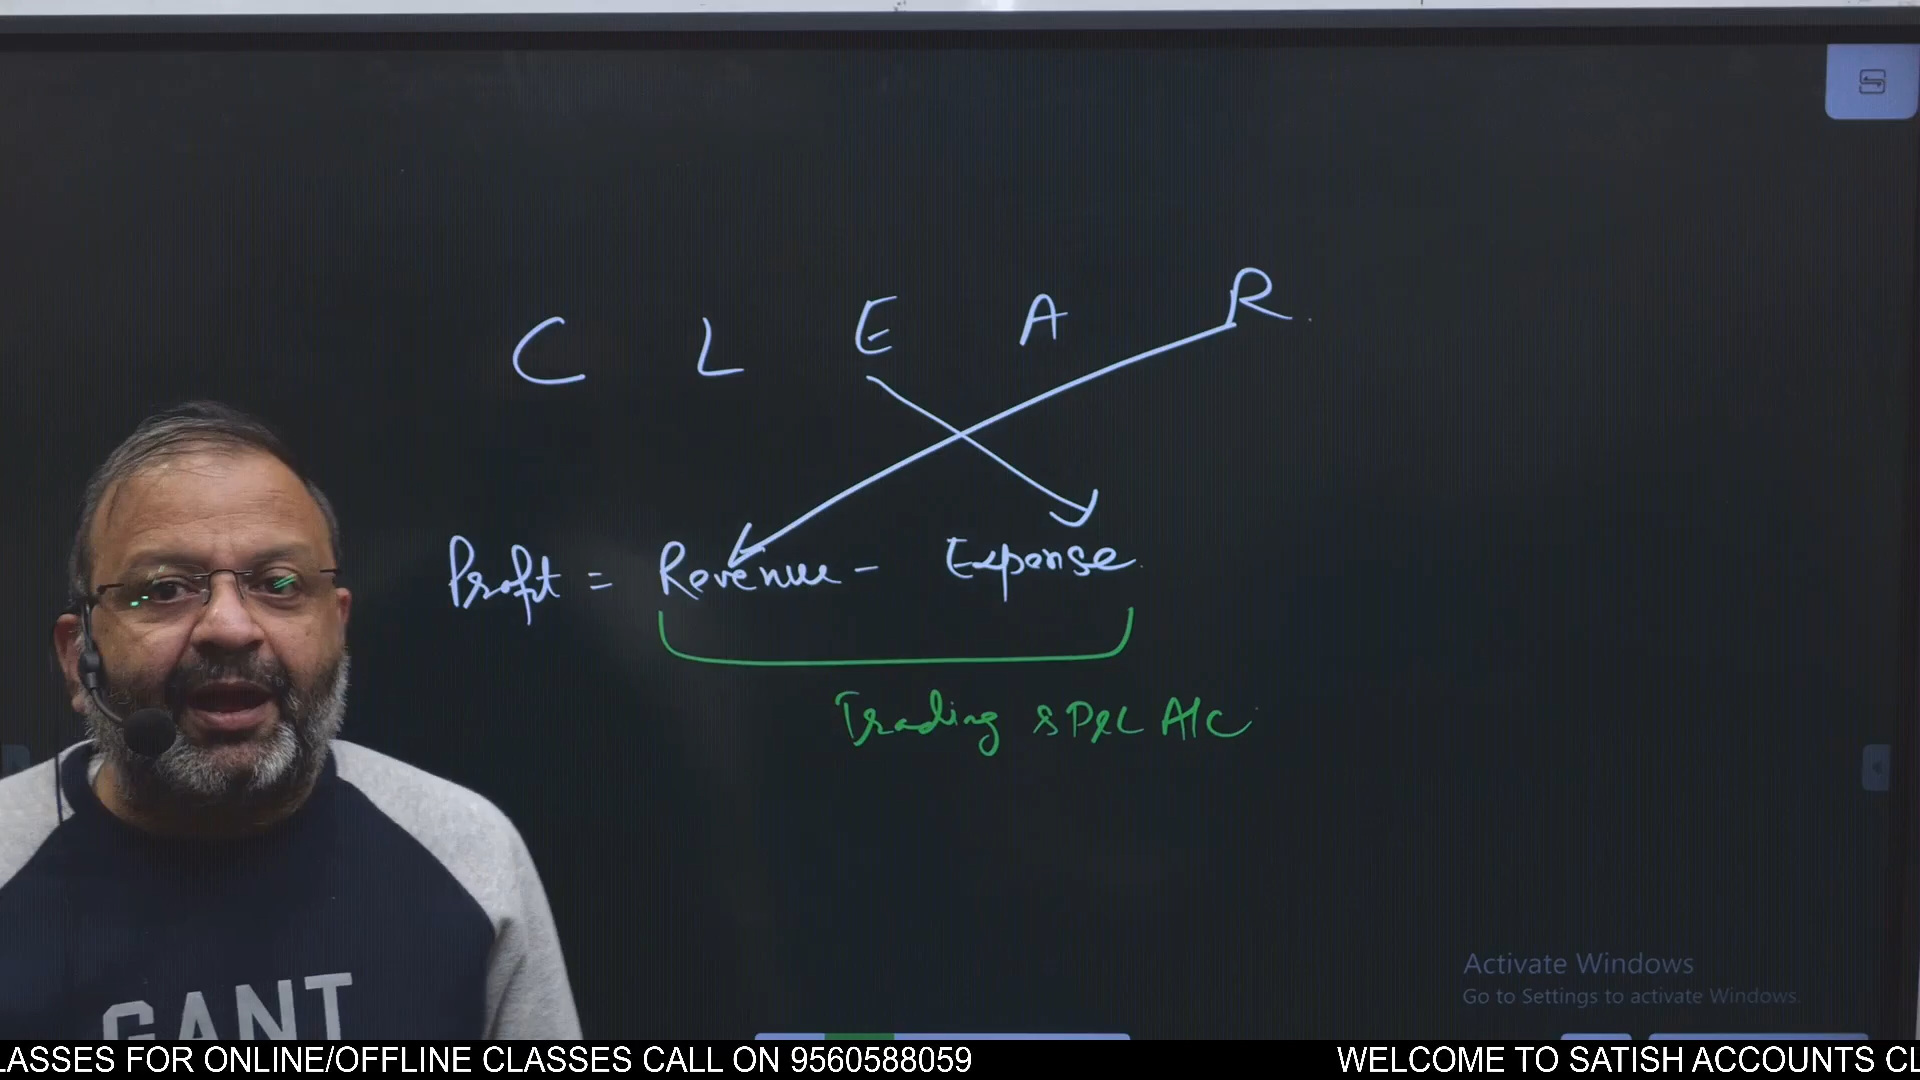 C L E A R
Profit = Revenue - Expense
Trading & P&L A/C
GANT
Activate Windows
Go to Settings to activate Windows.
LASSES FOR ONLINE/OFFLINE CLASSES CALL ON 9560588059 WELCOME TO SATISH ACCOUNTS CL